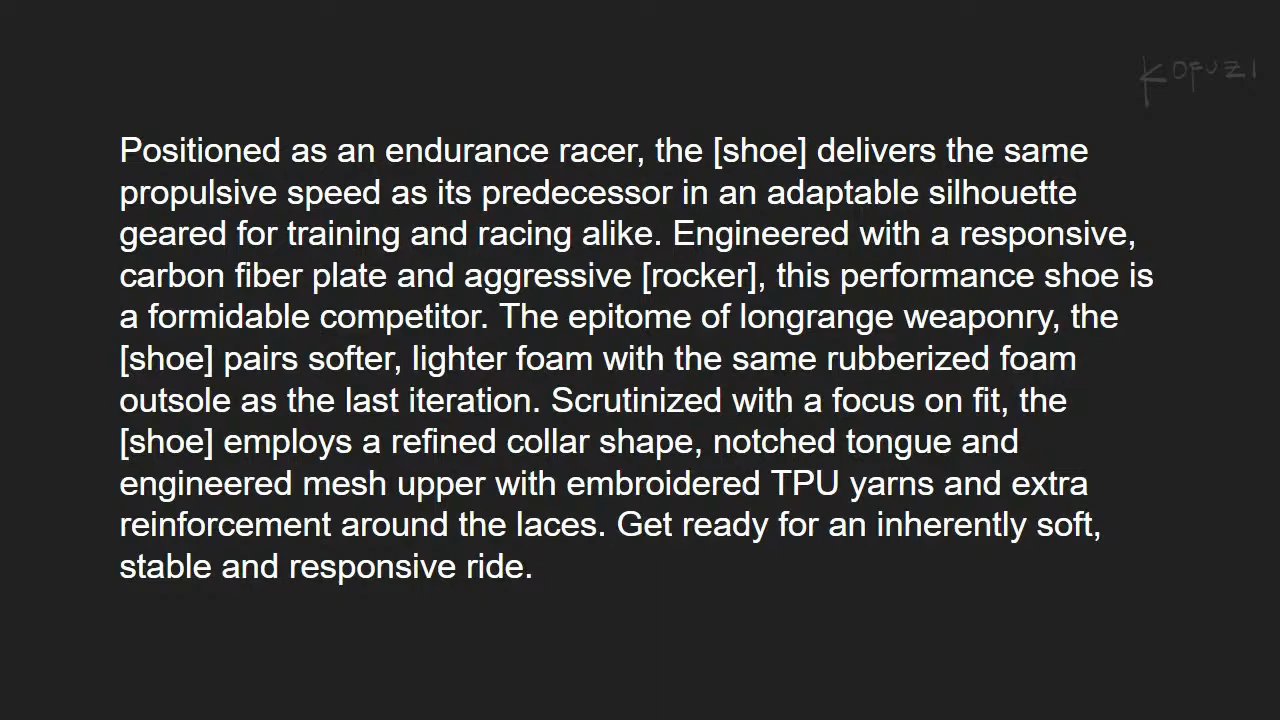 KOFUZI
Positioned as an endurance racer, the [shoe] delivers the same
propulsive speed as its predecessor in an adaptable silhouette
geared for training and racing alike. Engineered with a responsive,
carbon fiber plate and aggressive [rocker], this performance shoe is
a formidable competitor. The epitome of longrange weaponry, the
[shoe] pairs softer, lighter foam with the same rubberized foam
outsole as the last iteration. Scrutinized with a focus on fit, the
[shoe] employs a refined collar shape, notched tongue and
engineered mesh upper with embroidered TPU yarns and extra
reinforcement around the laces. Get ready for an inherently soft,
stable and responsive ride.